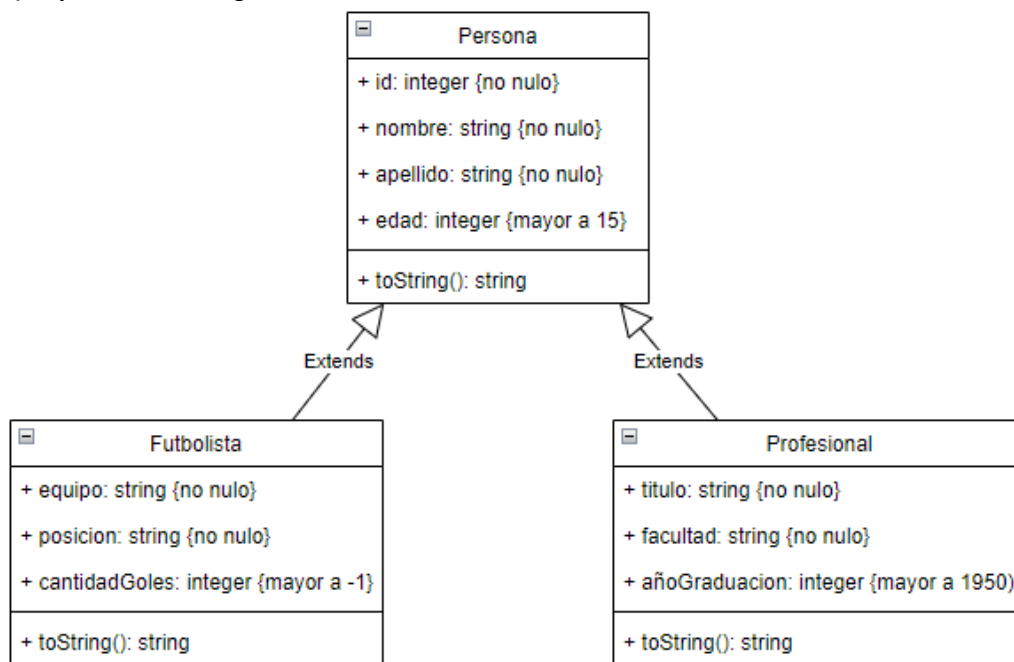 Persona
+ id: integer {no nulo}
+ nombre: string {no nulo}
+ apellido: string {no nulo}
+ edad: integer {mayor a 15}
+ toString(): string
Extends
Extends
Futbolista
+ equipo: string {no nulo}
+ posicion: string {no nulo}
+ cantidadGoles: integer {mayor a -1}
+ toString(): string
Profesional
+ titulo: string {no nulo}
+ facultad: string {no nulo}
+ añoGraduacion: integer {mayor a 1950)
+ toString(): string